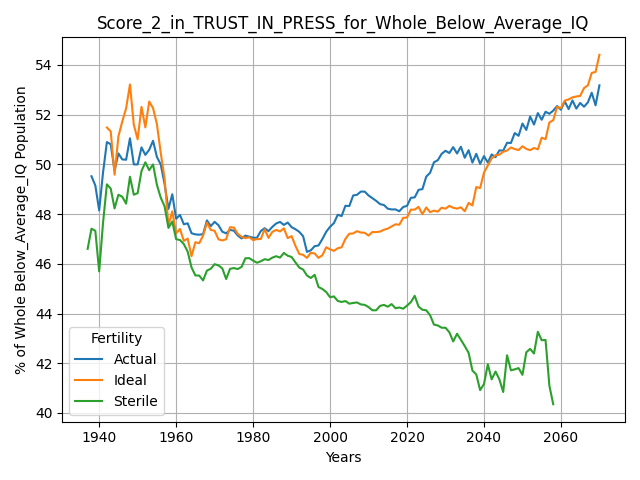 Score_2_in_TRUST_IN_PRESS_for_Whole_Below_Average_IQ
% of Whole Below_Average_IQ Population
54
52
50
48
46
44
42
40
Fertility
Actual
Ideal
Sterile
1940
1960
1980
2000
2020
2040
2060
Years